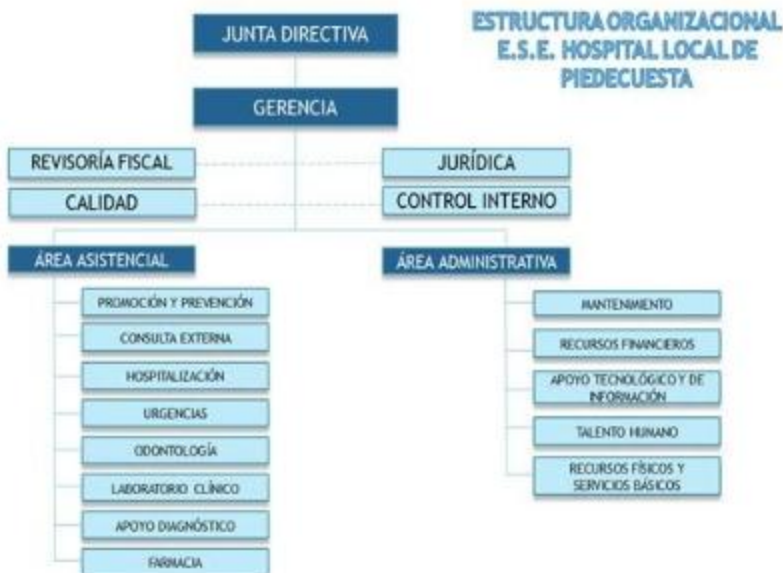 ESTRUCTURA ORGANIZACIONAL
E.S.E. HOSPITAL LOCAL DE
PIEDECUESTA
JUNTA DIRECTIVA
GERENCIA
REVISORÍA FISCAL
JURÍDICA
CALIDAD
CONTROL INTERNO
ÁREA ASISTENCIAL
PROMOCIÓN Y PREVENCIÓN
CONSULTA EXTERNA
HOSPITALIZACIÓN
URGENCIAS
ODONTOLOGÍA
LABORATORIO CLÍNICO
APOYO DIAGNÓSTICO
FARMACIA
ÁREA ADMINISTRATIVA
MANTENIMIENTO
RECURSOS FINANCIEROS
APOYO TECNOLÓGICO Y DE
INFORMACIÓN
TALENTO HUMANO
RECURSOS FÍSICOS Y
SERVICIOS BÁSICOS